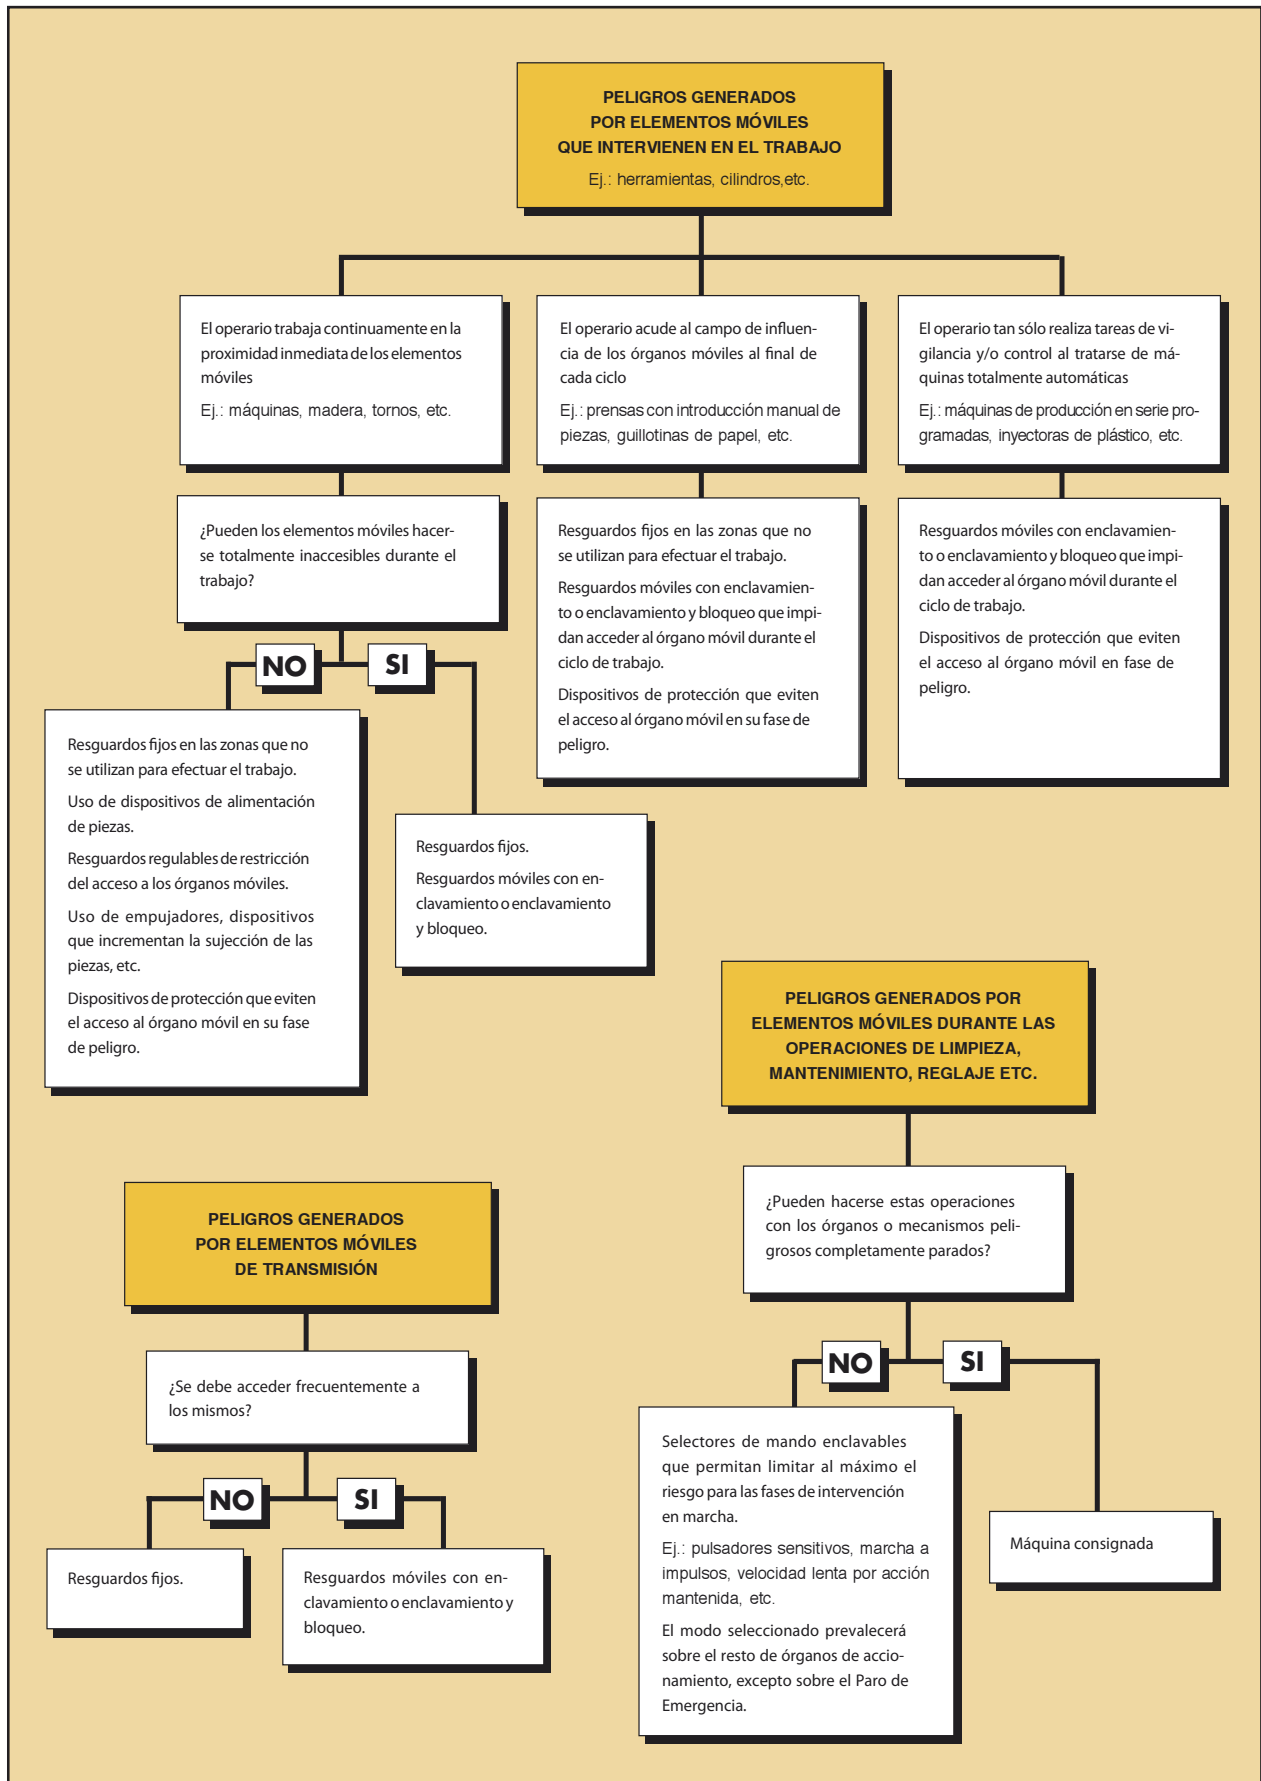 PELIGROS GENERADOS
POR ELEMENTOS MÓVILES
QUE INTERVIENEN EN EL TRABAJO
Ej.: herramientas, cilindros,etc.
El operario trabaja continuamente en la
proximidad inmediata de los elementos
móviles
Ej.: máquinas, madera, tornos, etc.
El operario acude al campo de influen-
cia de los órganos móviles al final de
cada ciclo
Ej.: prensas con introducción manual de
piezas, guillotinas de papel, etc.
El operario tan sólo realiza tareas de vi-
gilancia y/o control al tratarse de má-
quinas totalmente automáticas
Ej.: máquinas de producción en serie pro-
gramadas, inyectoras de plástico, etc.
¿Pueden los elementos móviles hacer-
se totalmente inaccesibles durante el
trabajo?
Resguardos fijos en las zonas que no
se utilizan para efectuar el trabajo.
Resguardos móviles con enclavamien-
to o enclavamiento y bloqueo que impi-
dan acceder al órgano móvil durante el
ciclo de trabajo.
Dispositivos de protección que eviten
el acceso al órgano móvil en su fase de
peligro.
Resguardos móviles con enclavamien-
to o enclavamiento y bloqueo que impi-
dan acceder al órgano móvil durante el
ciclo de trabajo.
Dispositivos de protección que eviten
el acceso al órgano móvil en fase de
peligro.
NO
SI
Resguardos fijos en las zonas que no
se utilizan para efectuar el trabajo.
Uso de dispositivos de alimentación
de piezas.
Resguardos regulables de restricción
del acceso a los órganos móviles.
Uso de empujadores, dispositivos
que incrementan la sujección de las
piezas, etc.
Dispositivos de protección que eviten
el acceso al órgano móvil en su fase
de peligro.
Resguardos fijos.
Resguardos móviles con en-
clavamiento o enclavamiento
y bloqueo.
PELIGROS GENERADOS POR
ELEMENTOS MÓVILES DURANTE LAS
OPERACIONES DE LIMPIEZA,
MANTENIMIENTO, REGLAJE ETC.
¿Pueden hacerse estas operaciones
con los órganos o mecanismos peli-
grosos completamente parados?
NO
SI
Selectores de mando enclavables
que permitan limitar al máximo el
riesgo para las fases de intervención
en marcha.
Ej.: pulsadores sensitivos, marcha a
impulsos, velocidad lenta por acción
mantenida, etc.
El modo seleccionado prevalecerá
sobre el resto de órganos de accio-
namiento, excepto sobre el Paro de
Emergencia.
Máquina consignada
PELIGROS GENERADOS
POR ELEMENTOS MÓVILES
DE TRANSMISIÓN
¿Se debe acceder frecuentemente a
los mismos?
NO
SI
Resguardos fijos.
Resguardos móviles con en-
clavamiento o enclavamiento y
bloqueo.